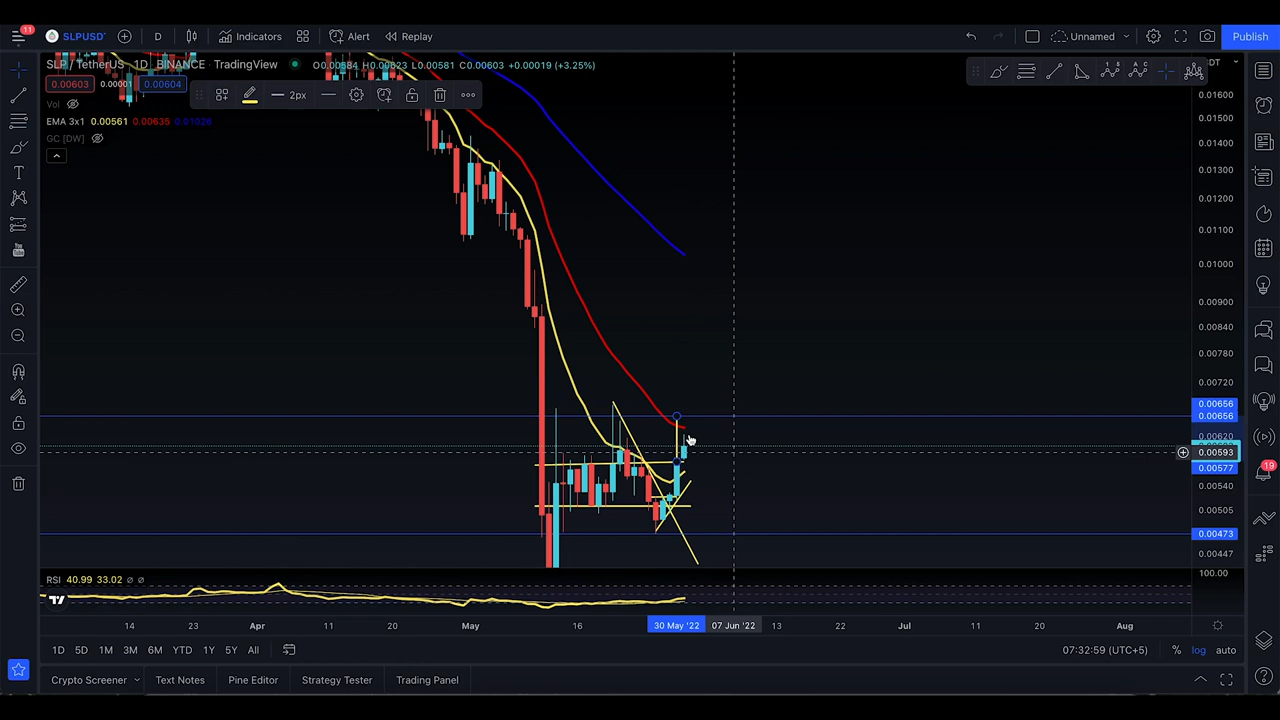 11
SLPUSD
D
Indicators
Alert
Replay
Unnamed
Publish
SLP / TetherUS · 1D · BINANCE · TradingView
O0.00584 H0.00623 L0.00581 C0.00603 +0.00019 (+3.25%)
0.00603
0.00001
0.00604
2px
Vol
EMA 3x1 0.00561 0.00635 0.01026
GC [DW]
0.01600
0.01500
0.01400
0.01300
0.01200
0.01100
0.01000
0.00900
0.00840
0.00780
0.00720
0.00656
0.00656
0.00620
0.00593
0.00577
0.00540
0.00505
0.00473
0.00447
RSI 40.99 33.02 ∅ ∅
100.00
14
23
Apr
11
20
May
16
30 May '22
07 Jun '22
13
22
Jul
11
20
Aug
1D
5D
1M
3M
6M
YTD
1Y
5Y
All
07:32:59 (UTC+5)
%
log
auto
Crypto Screener
Text Notes
Pine Editor
Strategy Tester
Trading Panel
19